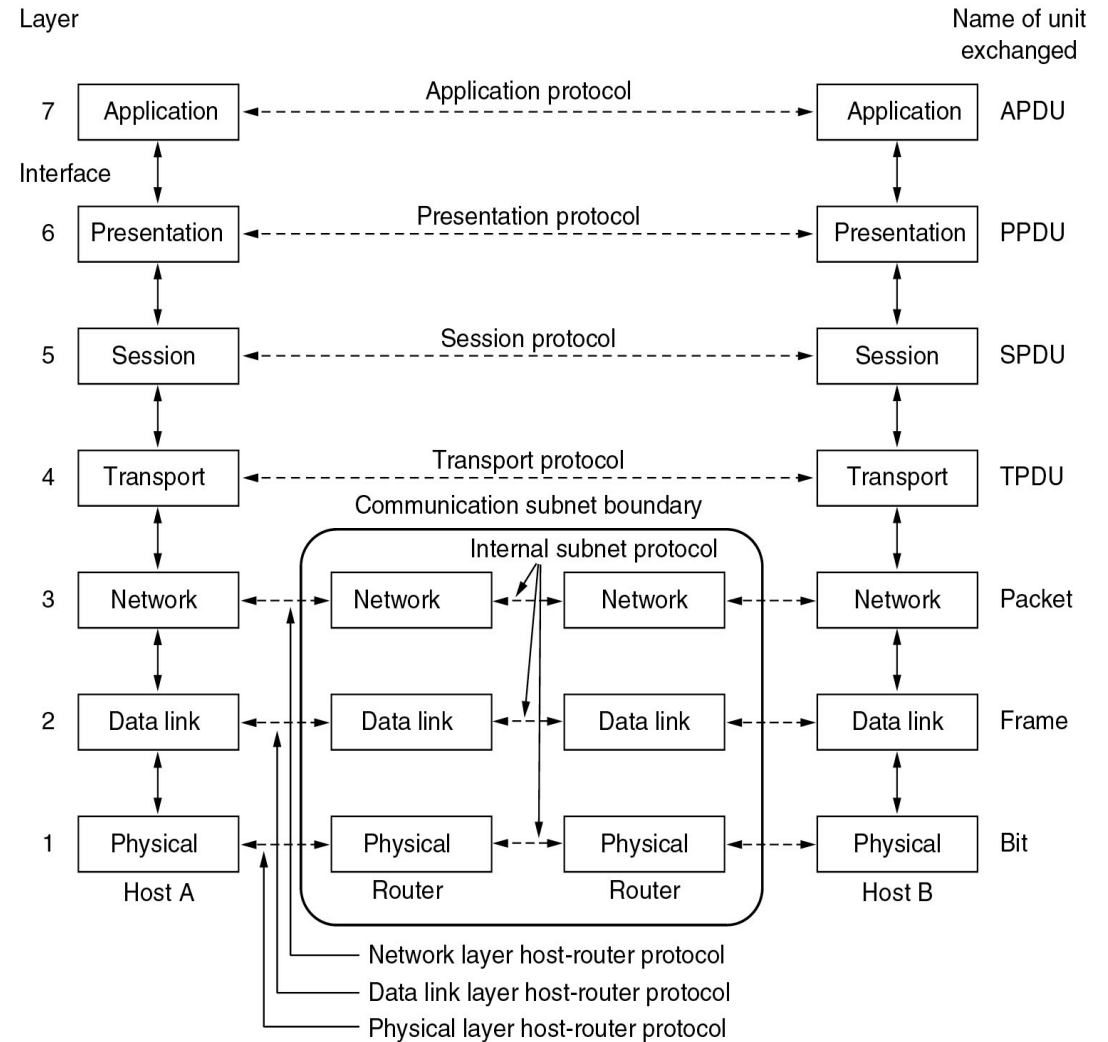 Layer
Name of unit
exchanged
7
Application
Application protocol
Application
APDU
Interface
6
Presentation
Presentation protocol
Presentation
PPDU
5
Session
Session protocol
Session
SPDU
4
Transport
Transport protocol
Transport
TPDU
Communication subnet boundary
Internal subnet protocol
3
Network
Network
Network
Network
Packet
2
Data link
Data link
Data link
Data link
Frame
1
Physical
Physical
Physical
Physical
Bit
Host A
Router
Router
Host B
Network layer host-router protocol
Data link layer host-router protocol
Physical layer host-router protocol